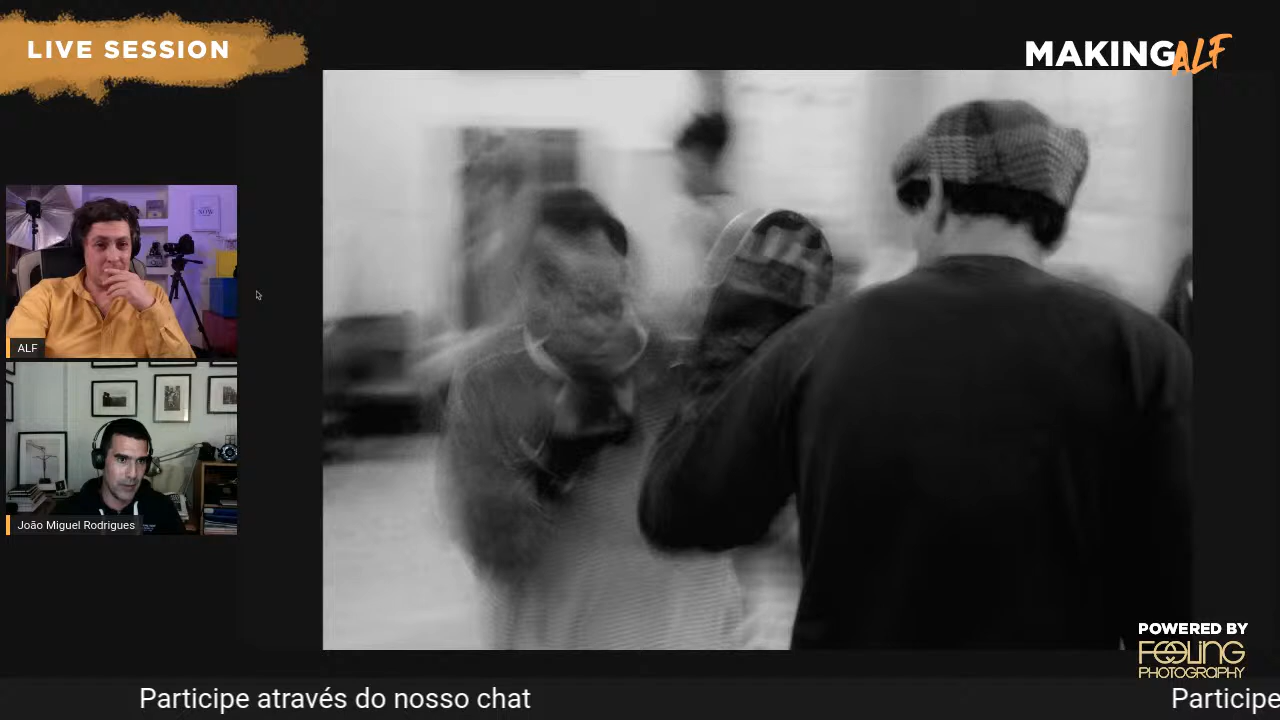 LIVE SESSION
MAKINGALF
ALF
João Miguel Rodrigues
POWERED BY
FEELING
PHOTOGRAPHY
Participe através do nosso chat
Participe